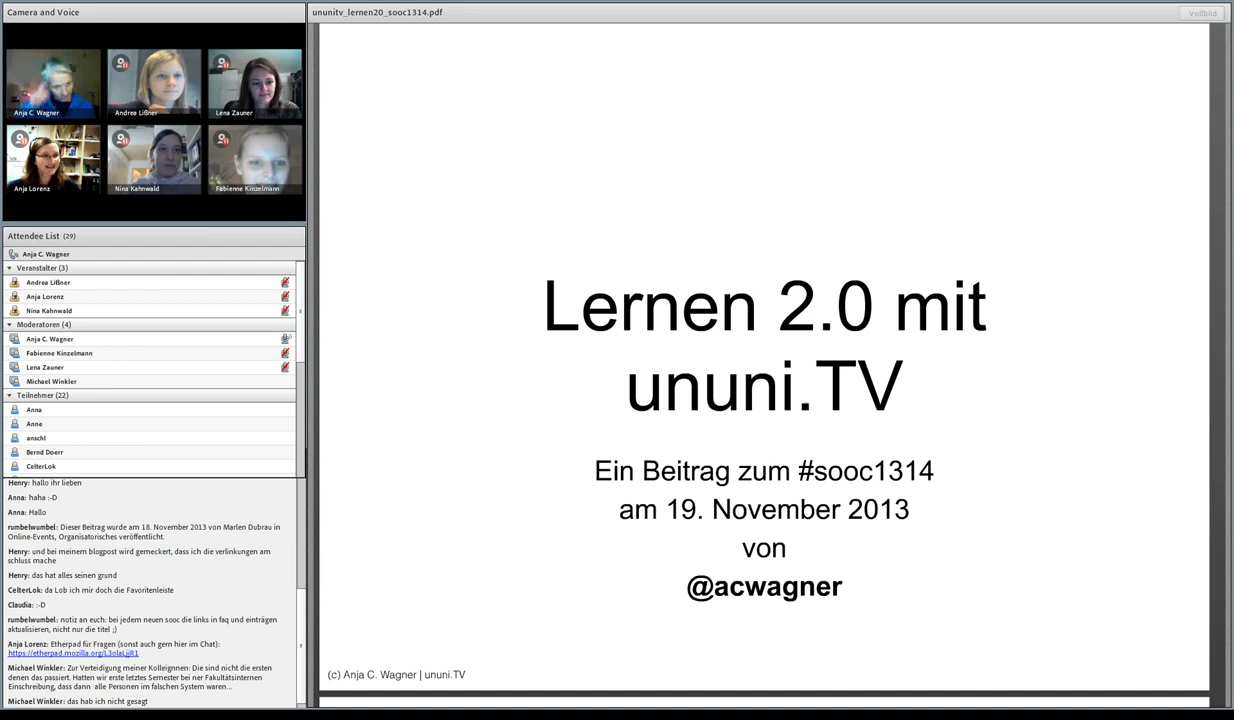 Camera and Voice
Anja C. Wagner
Andrea Lißner
Lena Zauner
Anja Lorenz
Nina Kahnwald
Fabienne Kinzelmann
Attendee List (29)
Anja C. Wagner
Veranstalter (3)
Andrea Lißner
Anja Lorenz
Nina Kahnwald
Moderatoren (4)
Anja C. Wagner
Fabienne Kinzelmann
Lena Zauner
Michael Winkler
Teilnehmer (22)
Anna
Anne
anschl
Bernd Doerr
CelterLok
Henry: hallo ihr lieben
Anna: haha :-D
Anna: Hallo
rumbelwumbel: Dieser Beitrag wurde am 18. November 2013 von Marlen Dubrau in
Online-Events, Organisatorisches veröffentlicht.
Henry: und bei meinem blogpost wird gemeckert, dass ich die verlinkungen am
schluss mache
Henry: das hat alles seinen grund
CelterLok: da Lob ich mir doch die Favoritenleiste
Claudia: :-D
rumbelwumbel: notiz an euch: bei jedem neuen sooc die links in faq und einträgen
aktualisieren, nicht nur die titel ;)
Anja Lorenz: Etherpad für Fragen (sonst auch gern hier im Chat):
https://etherpad.mozilla.org/L3olaLjjR1
Michael Winkler: Zur Verteidigung meiner Kolleignnen: Die sind nicht die ersten
denen das passiert. Hatten wir erste letztes Semester bei ner Fakultätsinternen
Einschreibung, dass dann alle Personen im falschen System waren...
Michael Winkler: das hab ich nicht gesagt
ununitv_lernen20_sooc1314.pdf
Vollbild
Lernen 2.0 mit
ununi.TV
Ein Beitrag zum #sooc1314
am 19. November 2013
von
@acwagner
(c) Anja C. Wagner | ununi.TV